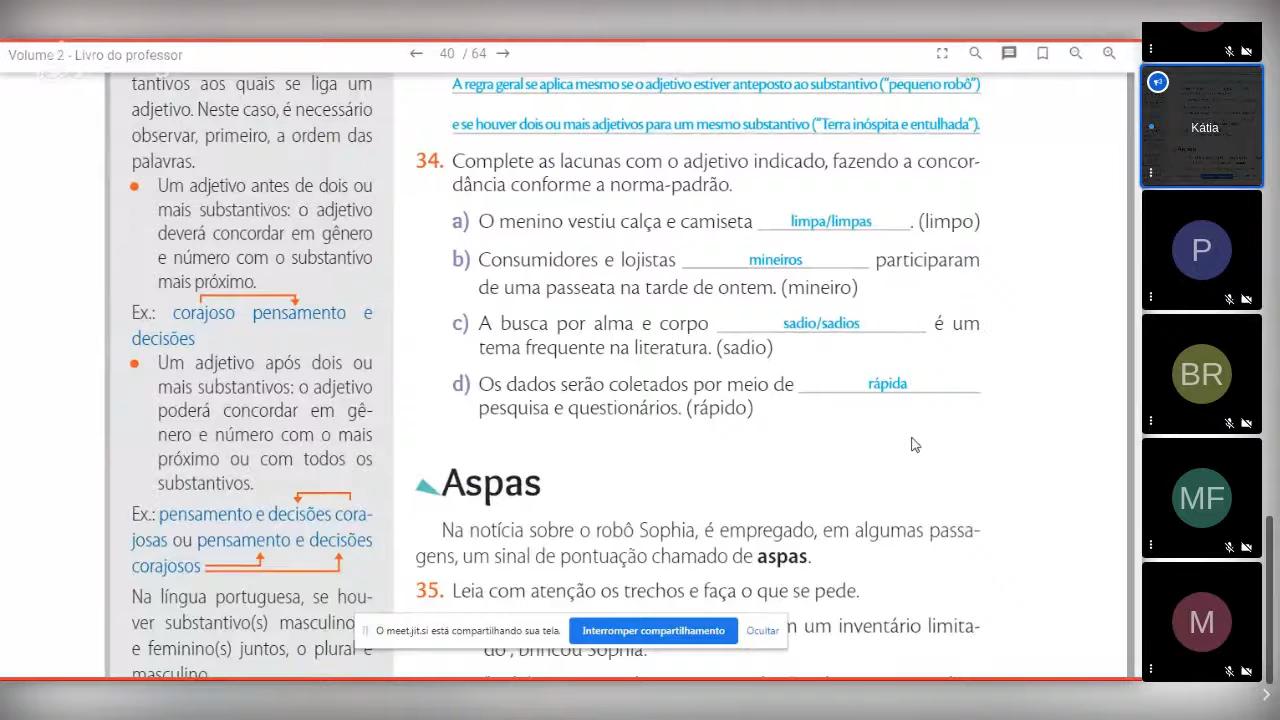 Volume 2 - Livro do professor
40 / 64
tantivos aos quais se liga um
adjetivo. Neste caso, é necessário
observar, primeiro, a ordem das
palavras.
Um adjetivo antes de dois ou
mais substantivos: o adjetivo
deverá concordar em gênero
e número com o substantivo
mais próximo.
Ex.: corajoso pensamento e
decisões
Um adjetivo após dois ou
mais substantivos: o adjetivo
poderá concordar em gê-
nero e número com o mais
próximo ou com todos os
substantivos.
Ex.: pensamento e decisões cora-
josas ou pensamento e decisões
corajosos
Na língua portuguesa, se hou-
ver substantivo(s) masculino
e feminino(s) juntos, o plural é
masculino
A regra geral se aplica mesmo se o adjetivo estiver anteposto ao substantivo ("pequeno robô")
e se houver dois ou mais adjetivos para um mesmo substantivo ("Terra inóspita e entulhada").
34. Complete as lacunas com o adjetivo indicado, fazendo a concor-
dância conforme a norma-padrão.
a) O menino vestiu calça e camiseta limpa/limpas . (limpo)
b) Consumidores e lojistas mineiros participaram
de uma passeata na tarde de ontem. (mineiro)
c) A busca por alma e corpo sadio/sadios é um
tema frequente na literatura. (sadio)
d) Os dados serão coletados por meio de rápida
pesquisa e questionários. (rápido)
Aspas
Na notícia sobre o robô Sophia, é empregado, em algumas passa-
gens, um sinal de pontuação chamado de aspas.
35. Leia com atenção os trechos e faça o que se pede.
um inventário limita-
do", brincou Sophia.
O meet.jit.si está compartilhando sua tela. Interromper compartilhamento Ocultar
Kátia
P
BR
MF
M